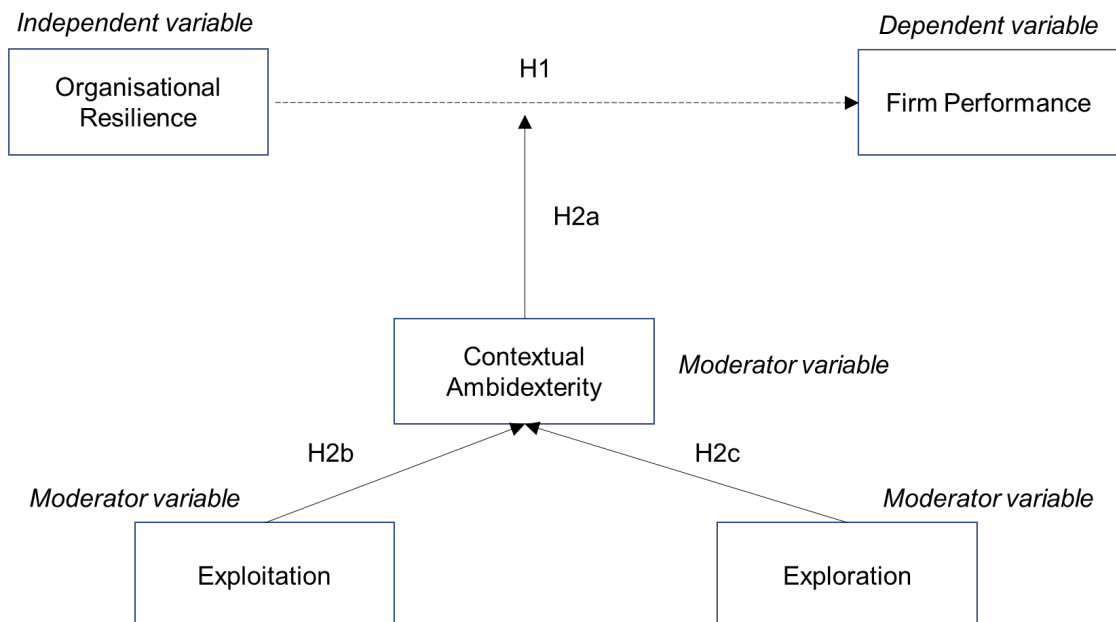 Independent variable
Dependent variable
Organisational
Resilience
H1
Firm Performance
H2a
Contextual
Ambidexterity
Moderator variable
H2b
H2c
Moderator variable
Moderator variable
Exploitation
Exploration